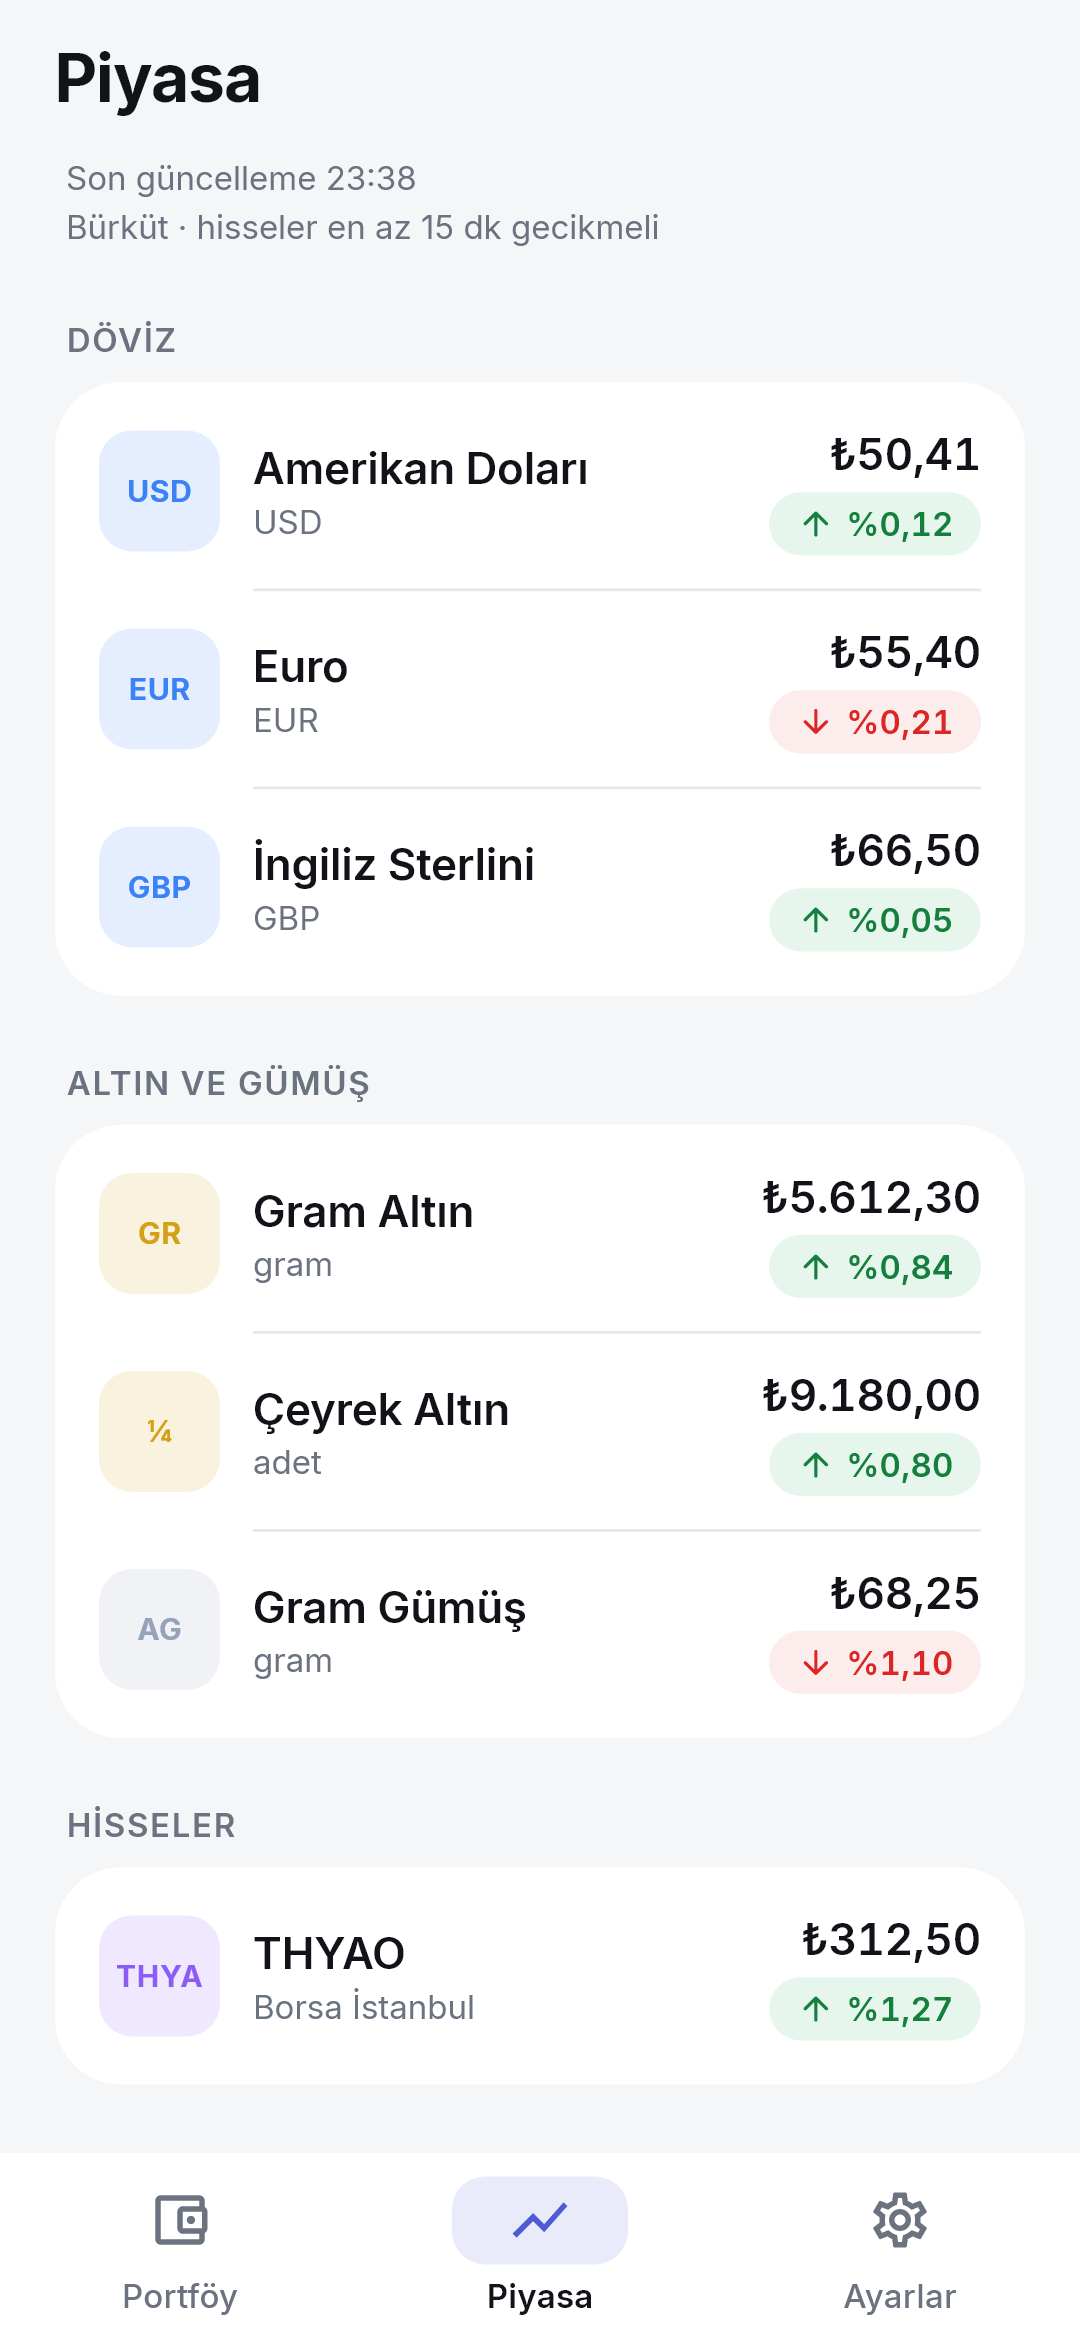 Piyasa
Son güncelleme 23:38
Bürküt · hisseler en az 15 dk gecikmeli
DÖVİZ
USD
Amerikan Doları
USD
₺50,41
↑ %0,12
EUR
Euro
EUR
₺55,40
↓ %0,21
GBP
İngiliz Sterlini
GBP
₺66,50
↑ %0,05
ALTIN VE GÜMÜŞ
GR
Gram Altın
gram
₺5.612,30
↑ %0,84
¼
Çeyrek Altın
adet
₺9.180,00
↑ %0,80
AG
Gram Gümüş
gram
₺68,25
↓ %1,10
HİSSELER
THYA
THYAO
Borsa İstanbul
₺312,50
↑ %1,27
Portföy
Piyasa
Ayarlar